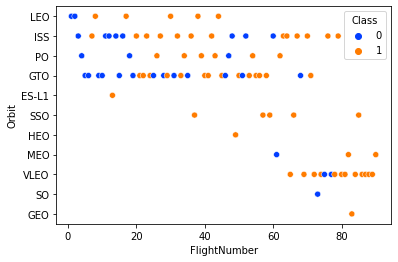 LEO
ISS
PO
GTO
ES-L1
SSO
HEO
MEO
VLEO
SO
GEO
Orbit
Class
0
1
0 20 40 60 80
FlightNumber